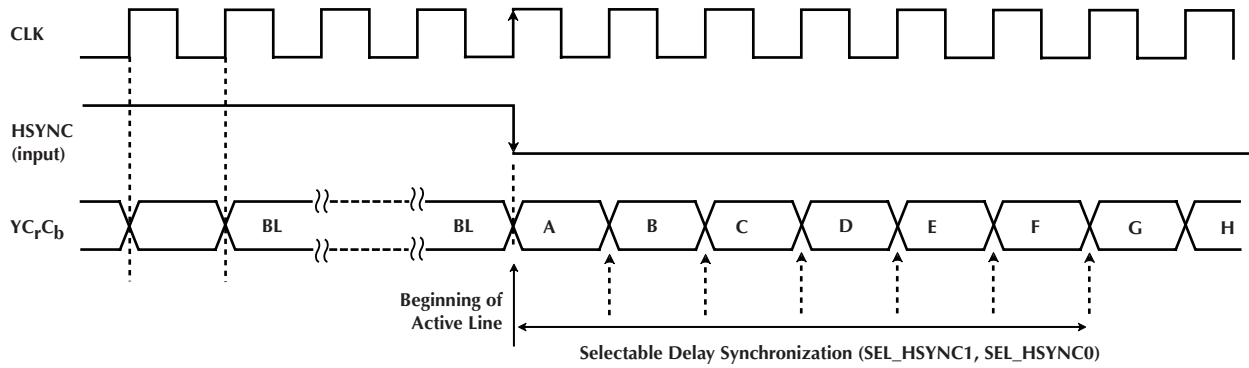 CLK
HSYNC
(input)
YCrCb
BL
BL
A
B
C
D
E
F
G
H
Beginning of
Active Line
Selectable Delay Synchronization (SEL_HSYNC1, SEL_HSYNC0)